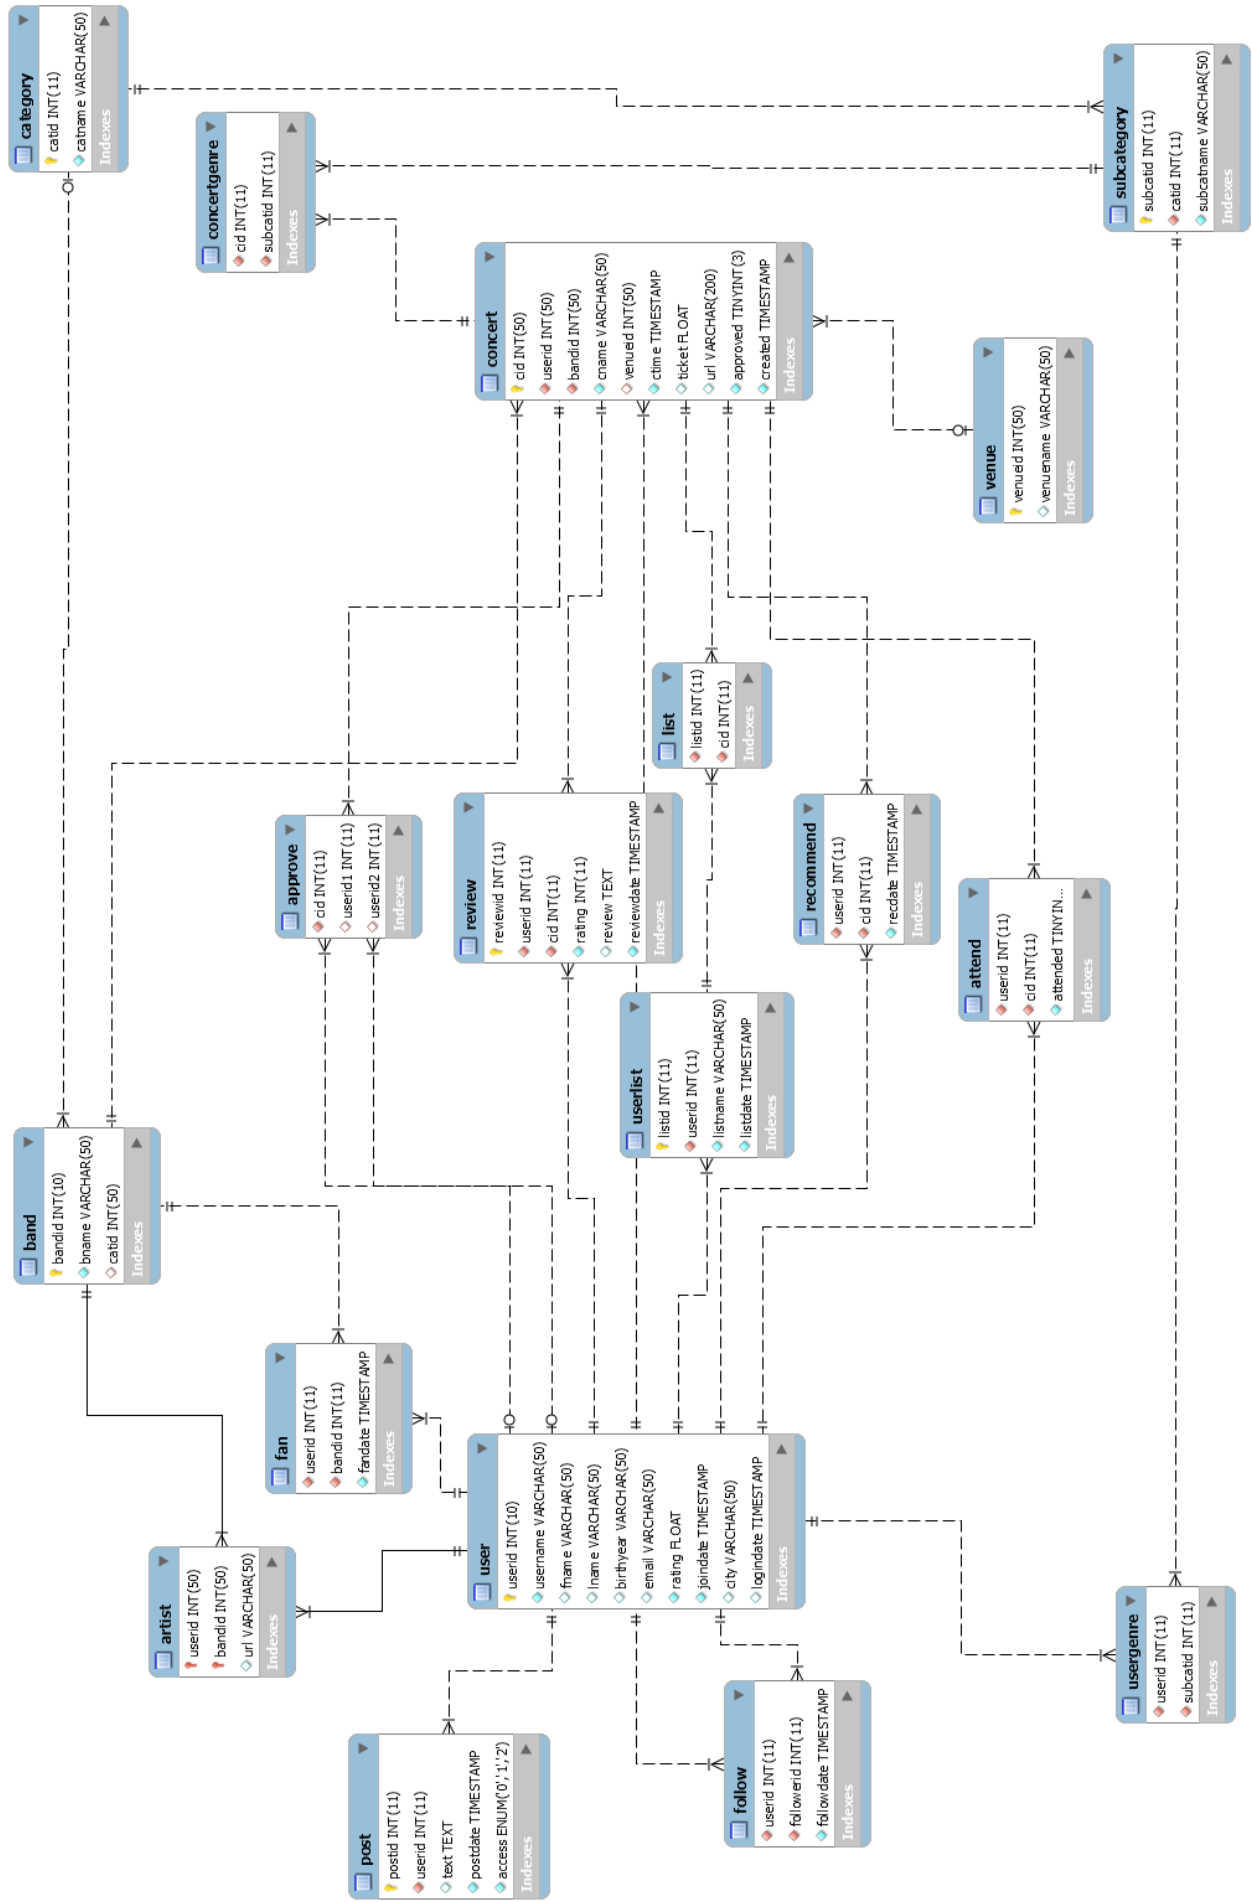 post
postid INT(11)
userid INT(11)
text TEXT
postdate TIMESTAMP
access ENUM('0','1','2')
Indexes
artist
userid INT(50)
bandid INT(50)
url VARCHAR(50)
Indexes
fan
userid INT(11)
bandid INT(11)
fandate TIMESTAMP
Indexes
band
bandid INT(10)
bname VARCHAR(50)
catid INT(50)
Indexes
category
catid INT(11)
catname VARCHAR(50)
Indexes
concertgenre
cid INT(11)
subcatid INT(11)
Indexes
approve
cid INT(11)
userid1 INT(11)
userid2 INT(11)
Indexes
user
userid INT(10)
username VARCHAR(50)
fname VARCHAR(50)
lname VARCHAR(50)
birthyear VARCHAR(50)
email VARCHAR(50)
rating FLOAT
joindate TIMESTAMP
city VARCHAR(50)
logindate TIMESTAMP
Indexes
review
reviewid INT(11)
userid INT(11)
cid INT(11)
rating INT(11)
review TEXT
reviewdate TIMESTAMP
Indexes
concert
cid INT(50)
userid INT(50)
bandid INT(50)
cname VARCHAR(50)
venueid INT(50)
ctime TIMESTAMP
ticket FLOAT
url VARCHAR(200)
approved TINYINT(3)
created TIMESTAMP
Indexes
userlist
listid INT(11)
userid INT(11)
listname VARCHAR(50)
listdate TIMESTAMP
Indexes
list
listid INT(11)
cid INT(11)
Indexes
follow
userid INT(11)
followerid INT(11)
followdate TIMESTAMP
Indexes
recommend
userid INT(11)
cid INT(11)
recdate TIMESTAMP
Indexes
attend
userid INT(11)
cid INT(11)
attended TINYIN...
Indexes
venue
venueid INT(50)
venuename VARCHAR(50)
Indexes
usergenre
userid INT(11)
subcatid INT(11)
Indexes
subcategory
subcatid INT(11)
catid INT(11)
subcatname VARCHAR(50)
Indexes